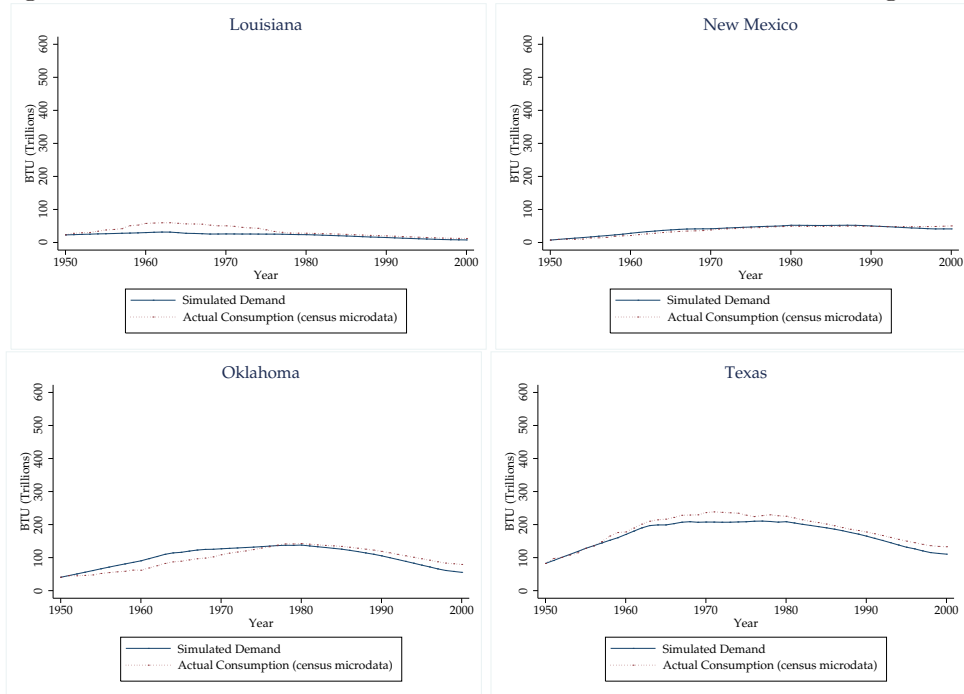 Louisiana
600
500
400
300
200
100
0
BTU (Trillions)
1950 1960 1970 1980 1990 2000
Year
Simulated Demand
Actual Consumption (census microdata)
New Mexico
600
500
400
300
200
100
0
BTU (Trillions)
1950 1960 1970 1980 1990 2000
Year
Simulated Demand
Actual Consumption (census microdata)
Oklahoma
600
500
400
300
200
100
0
BTU (Trillions)
1950 1960 1970 1980 1990 2000
Year
Simulated Demand
Actual Consumption (census microdata)
Texas
600
500
400
300
200
100
0
BTU (Trillions)
1950 1960 1970 1980 1990 2000
Year
Simulated Demand
Actual Consumption (census microdata)